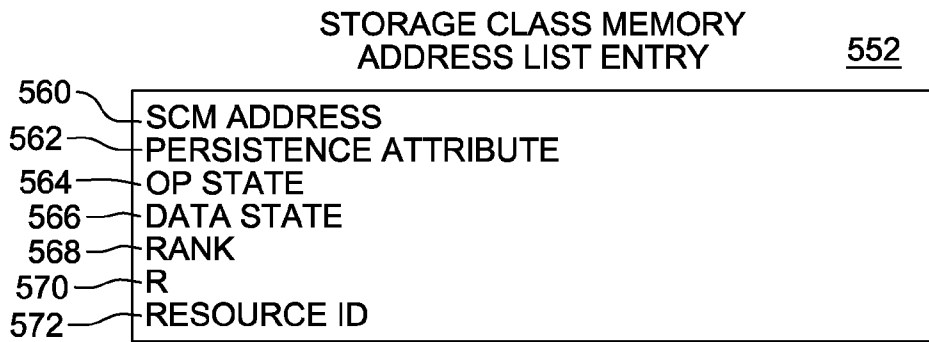 STORAGE CLASS MEMORY
ADDRESS LIST ENTRY 552
560 SCM ADDRESS
562 PERSISTENCE ATTRIBUTE
564 OP STATE
566 DATA STATE
568 RANK
570 R
572 RESOURCE ID